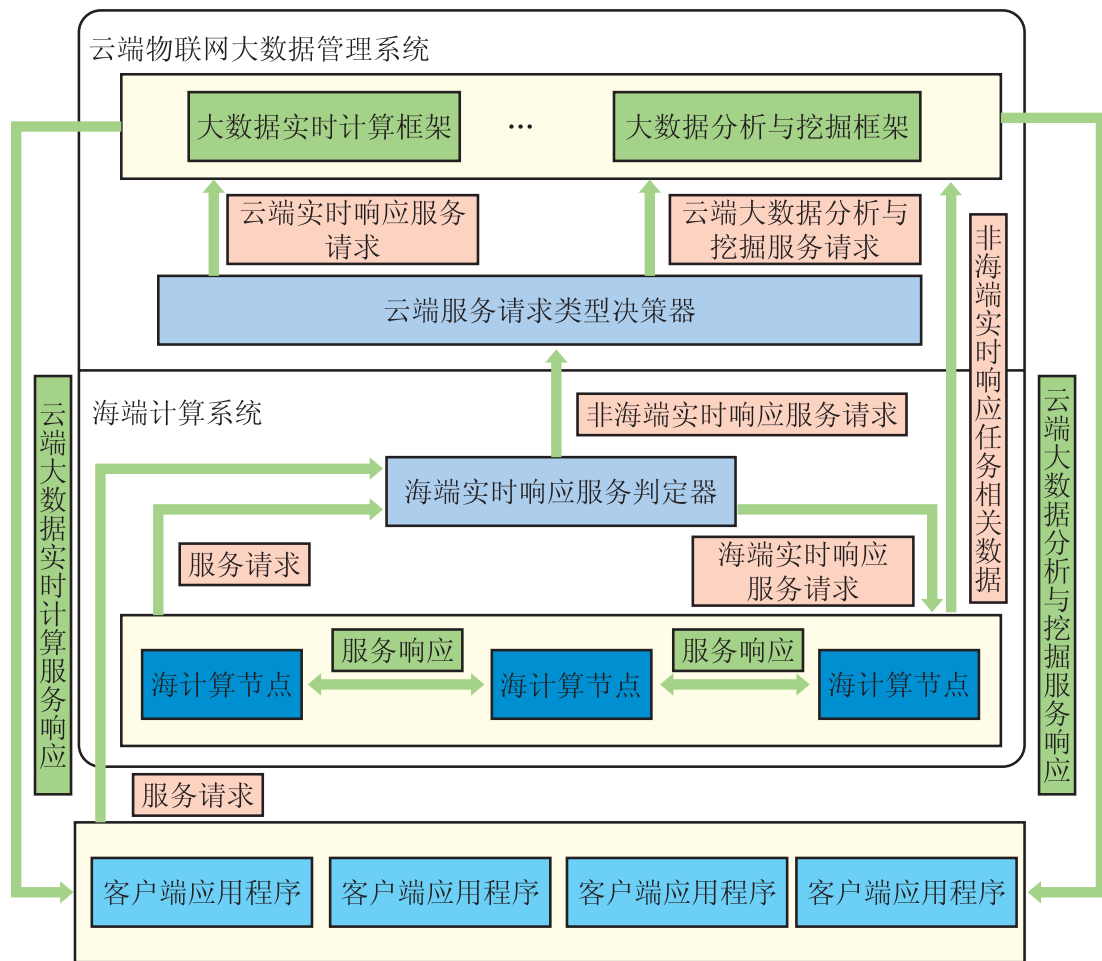 云端物联网大数据管理系统
大数据实时计算框架
...
大数据分析与挖掘框架
云端实时响应服务
请求
云端大数据分析与
挖掘服务请求
非海端实时响应任务相关数据
云端服务请求类型决策器
云端大数据实时计算服务响应
海端计算系统
非海端实时响应服务请求
云端大数据分析与挖掘服务响应
海端实时响应服务判定器
服务请求
海端实时响应
服务请求
服务响应
服务响应
海计算节点
海计算节点
海计算节点
服务请求
客户端应用程序
客户端应用程序
客户端应用程序
客户端应用程序